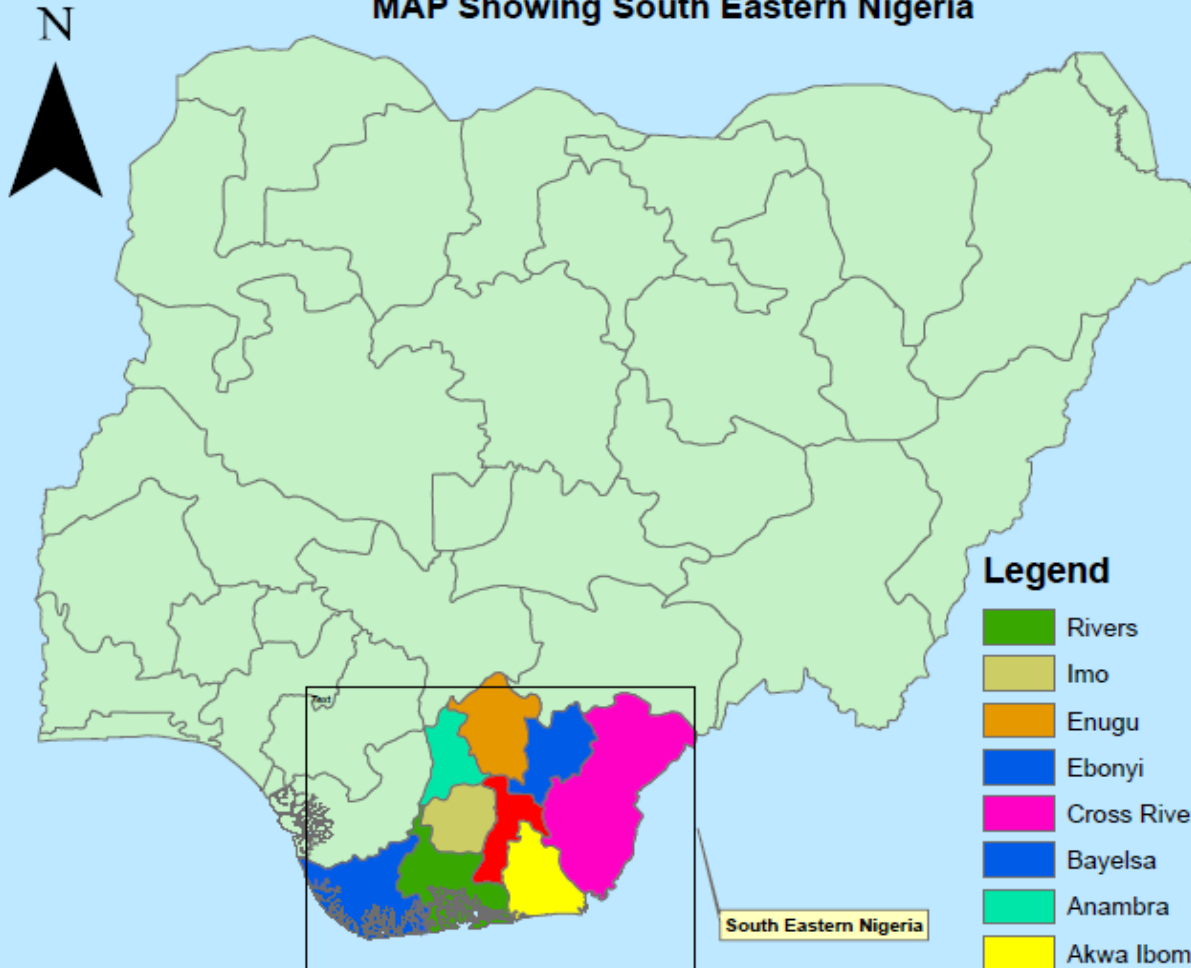 MAP Showing South Eastern Nigeria
N
Text
Legend
Rivers
Imo
Enugu
Ebonyi
Cross Rive
Bayelsa
Anambra
Akwa Ibom
South Eastern Nigeria